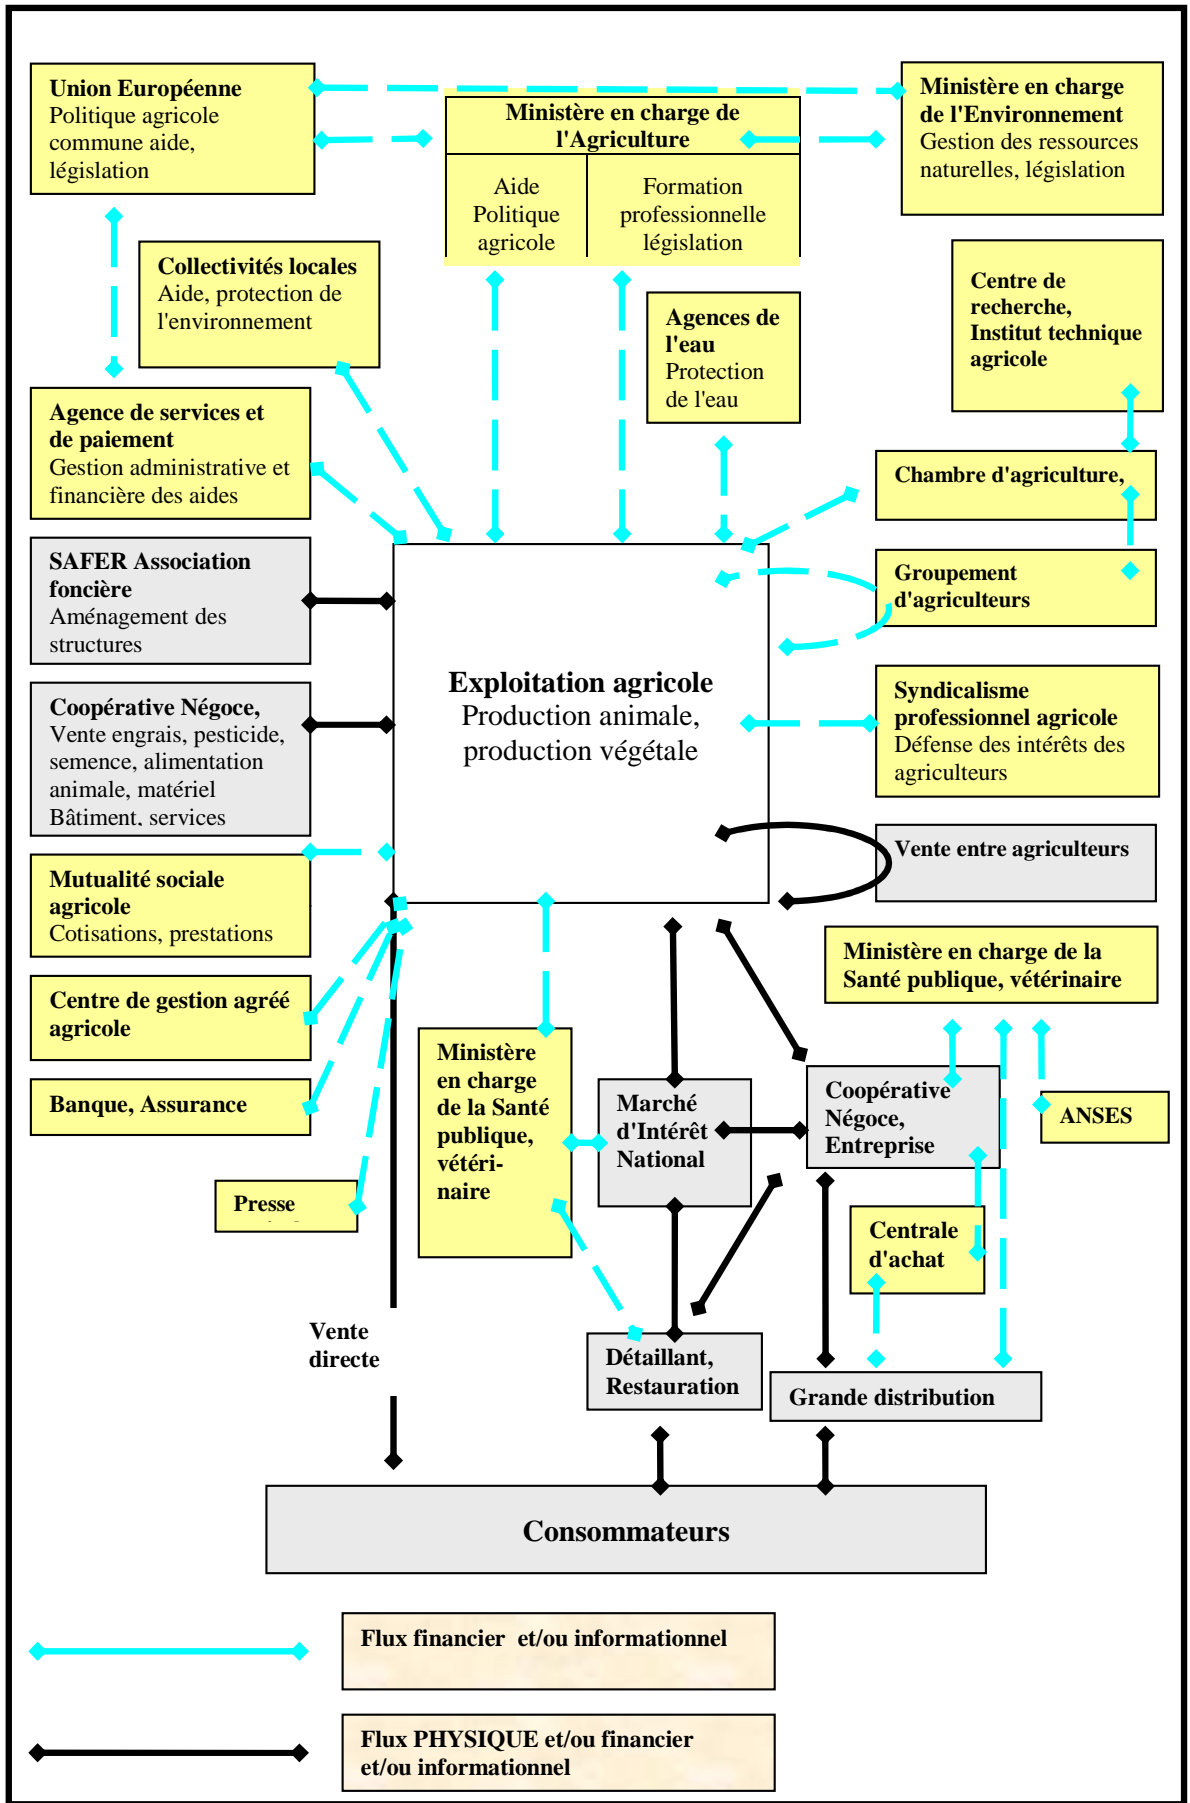 Union Européenne
Politique agricole
commune aide,
législation
Ministère en charge de
l'Agriculture
Aide
Politique
agricole
Formation
professionnelle
législation
Ministère en charge
de l'Environnement
Gestion des ressources
naturelles, législation
Collectivités locales
Aide, protection de
l'environnement
Agences de
l'eau
Protection
de l'eau
Centre de
recherche,
Institut technique
agricole
Agence de services et
de paiement
Gestion administrative et
financière des aides
Chambre d'agriculture,
SAFER Association
foncière
Aménagement des
structures
Groupement
d'agriculteurs
Exploitation agricole
Production animale,
production végétale
Coopérative Négoce,
Vente engrais, pesticide,
semence, alimentation
animale, matériel
Bâtiment, services
Syndicalisme
professionnel agricole
Défense des intérêts des
agriculteurs
Vente entre agriculteurs
Mutualité sociale
agricole
Cotisations, prestations
Ministère en charge de la
Santé publique, vétérinaire
Centre de gestion agréé
agricole
Banque, Assurance
Ministère
en charge
de la Santé
publique,
vétéri-
naire
Marché
d'Intérêt
National
Coopérative
Négoce,
Entreprise
ANSES
Presse
Centrale
d'achat
Vente
directe
Détaillant,
Restauration
Grande distribution
Consommateurs
Flux financier et/ou informationnel
Flux PHYSIQUE et/ou financier
et/ou informationnel